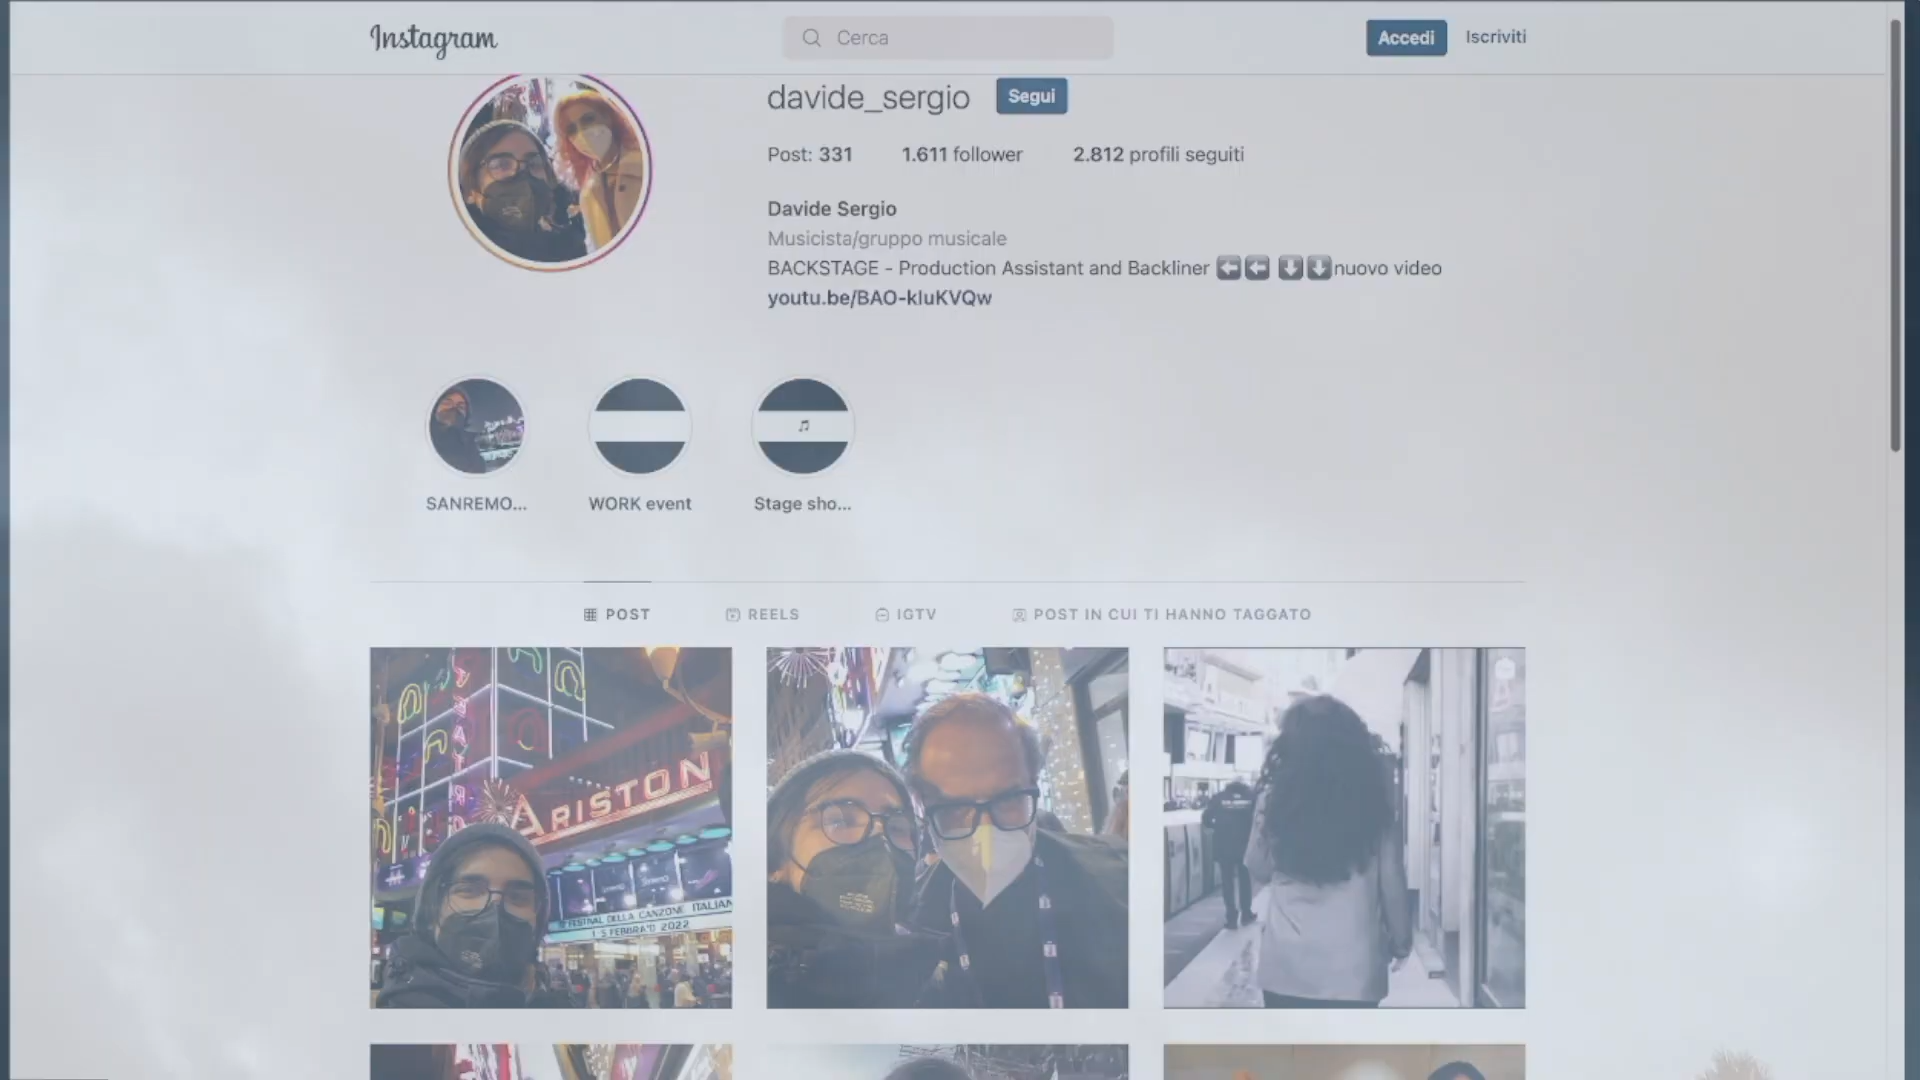 Instagram
Cerca
Accedi
Iscriviti
davide_sergio
Segui
Post: 331
1.611 follower
2.812 profili seguiti
Davide Sergio
Musicista/gruppo musicale
BACKSTAGE - Production Assistant and Backliner ⬅️⬅️ ⬇️⬇️nuovo video
youtu.be/BAO-kluKVQw
SANREMO...
WORK event
Stage sho...
POST
REELS
IGTV
POST IN CUI TI HANNO TAGGATO
ARISTON
FESTIVAL DELLA CANZONE ITALIAN
1-5 FEBBRAIO 2022